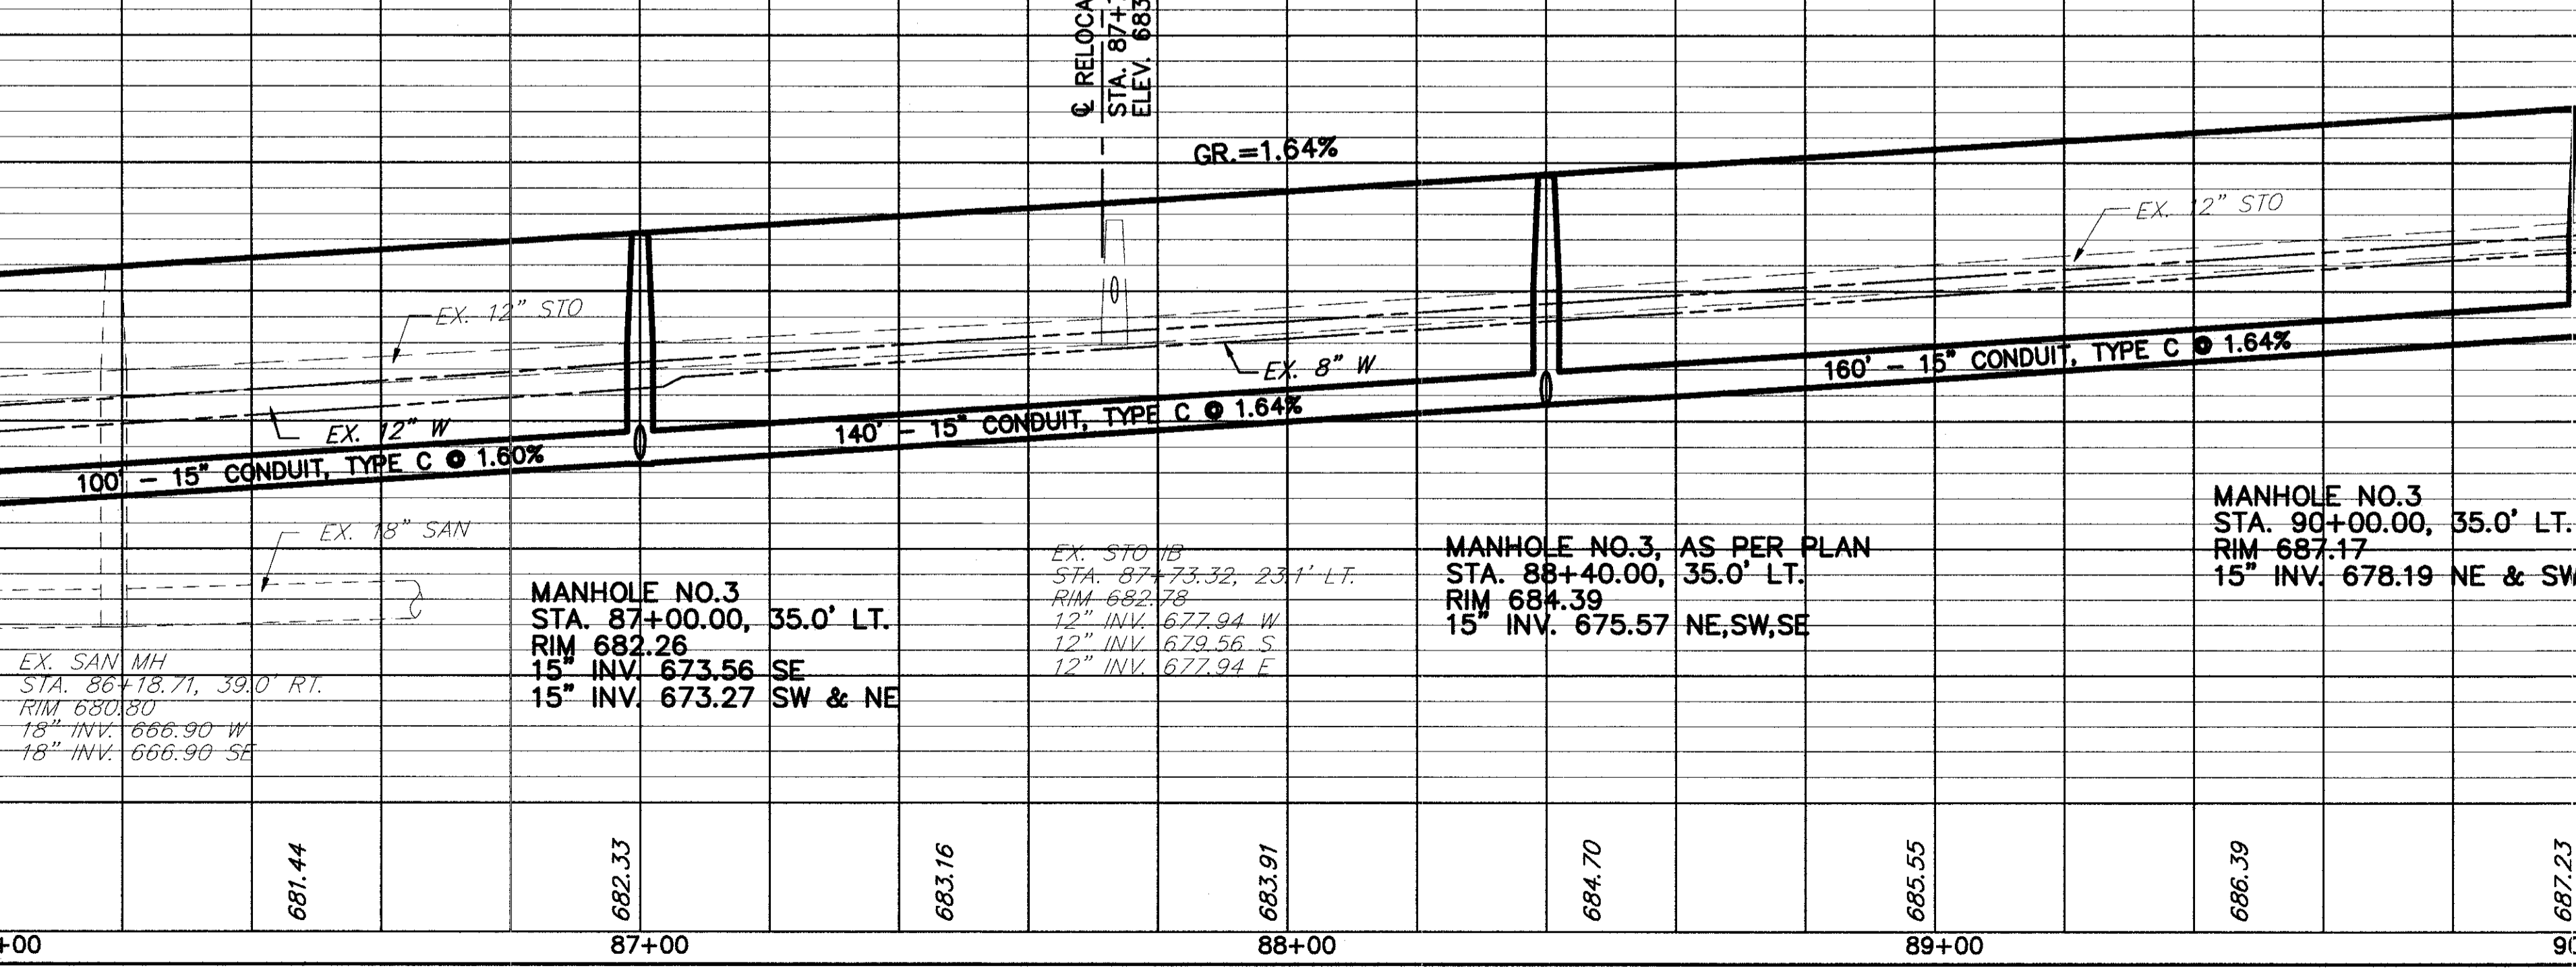 ℄ RELOCA
STA. 87+
ELEV. 683
GR.=1.64%
EX. 12" STO
EX. 12" STO
EX. 8" W
EX. 12" W
160' - 15" CONDUIT, TYPE C @ 1.64%
140' - 15" CONDUIT, TYPE C @ 1.64%
100' - 15" CONDUIT, TYPE C @ 1.60%
EX. 18" SAN
EX. SAN MH
STA. 86+18.71, 39.0' RT.
RIM 680.80
18" INV. 666.90 W
18" INV. 666.90 SE
MANHOLE NO.3
STA. 87+00.00, 35.0' LT.
RIM 682.26
15" INV. 673.56 SE
15" INV. 673.27 SW & NE
EX. STO IB
STA. 87+73.32, 23.1' LT.
RIM 682.78
12" INV. 677.94 W
12" INV. 679.56 S
12" INV. 677.94 E
MANHOLE NO.3, AS PER PLAN
STA. 88+40.00, 35.0' LT.
RIM 684.39
15" INV. 675.57 NE,SW,SE
MANHOLE NO.3
STA. 90+00.00, 35.0' LT.
RIM 687.17
15" INV. 678.19 NE & SW
681.44
682.33
683.16
683.91
684.70
685.55
686.39
687.23
+00
87+00
88+00
89+00
90